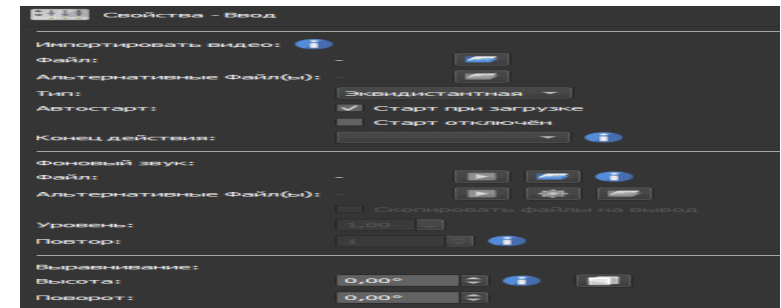 Свойства - Ввод
Импортировать видео:
Файл: -
Альтернативные Файл(ы): -
Тип: Эквидистантная
Автостарт: Старт при загрузке
Старт отключён
Конец действия:
Фоновый звук:
Файл: -
Альтернативные Файл(ы): -
Скопировать файлы на вывод
Уровень: 1,00
Повтор: 1
Выравнивание:
Высота: 0,00°
Поворот: 0,00°